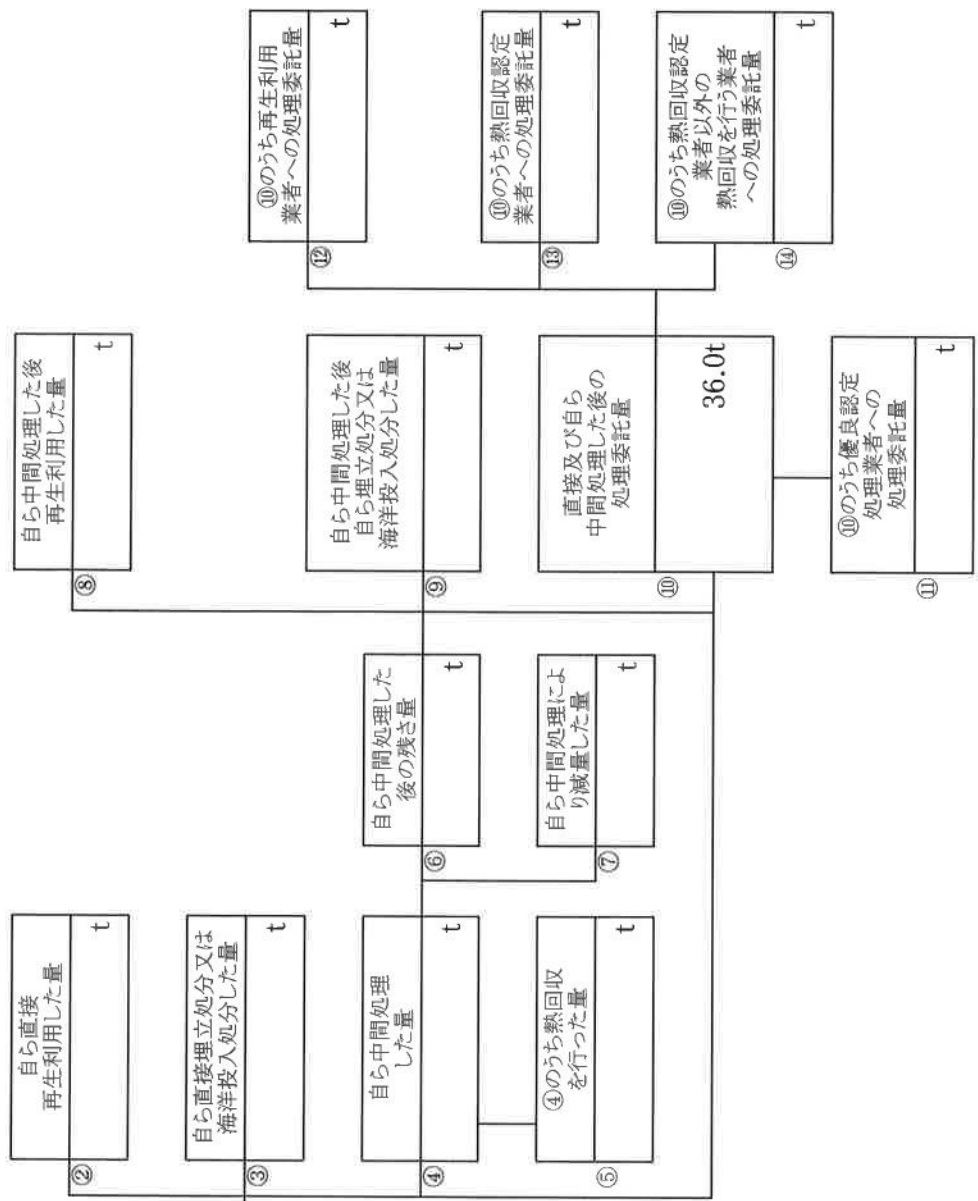 ②
自ら直接
再生利用した量
t
③
自ら直接埋立処分又は
海洋投入処分した量
t
④
自ら中間処理
した量
t
⑤
④のうち熱回収
を行った量
t
⑥
自ら中間処理した
後の残さ量
t
⑦
自ら中間処理によ
り減量した量
t
⑧
自ら中間処理した後
再生利用した量
t
⑨
自ら中間処理した後
自ら埋立処分又は
海洋投入処分した量
t
⑩
直接及び自ら
中間処理した後の
処理委託量
36.0t
⑪
⑩のうち優良認定
処理業者への
処理委託量
t
⑫
⑩のうち再生利用
業者への処理委託量
t
⑬
⑩のうち熱回収認定
業者への処理委託量
t
⑭
⑩のうち熱回収認定
業者以外の
熱回収を行う業者
への処理委託量
t